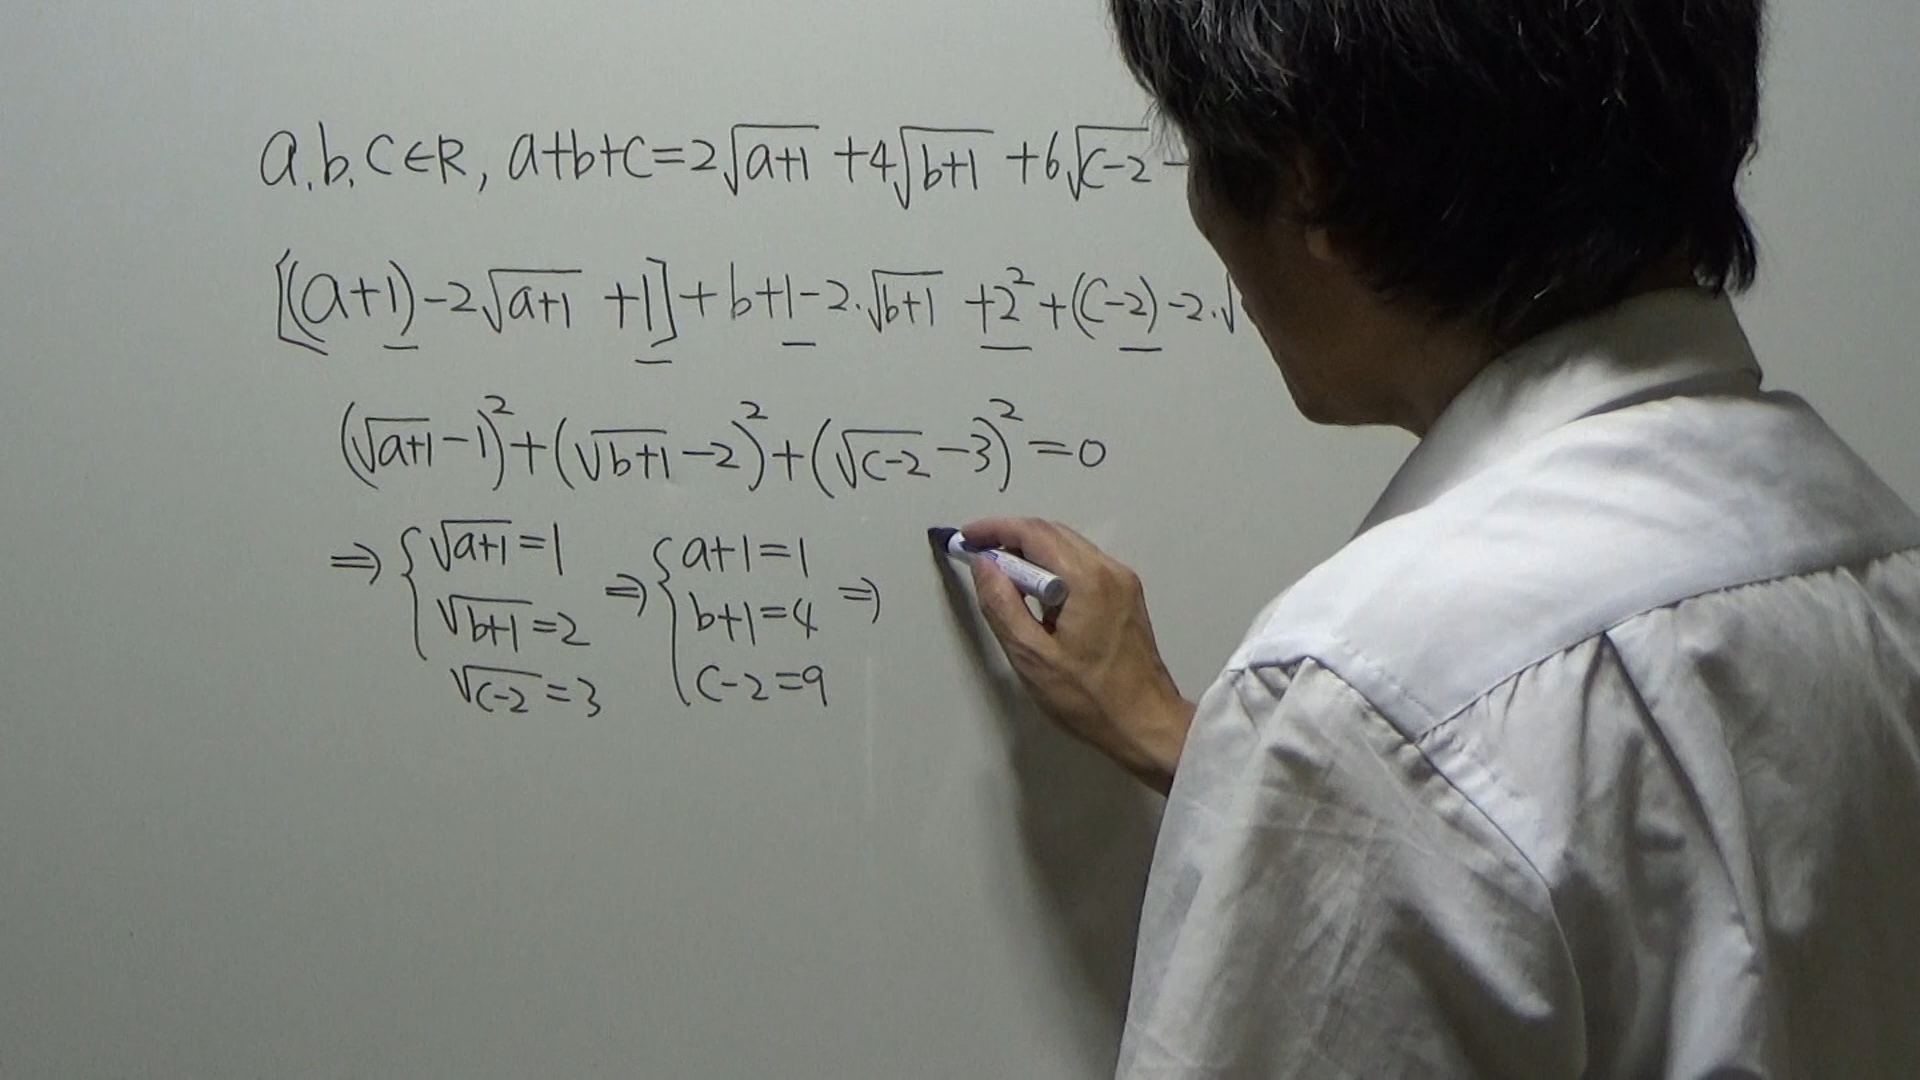 a, b, c∈R, a+b+c=2√(a+1) +4√(b+1) +6√(c-2) -
[(a+1)-2√(a+1) +1]+b+1-2·√(b+1) +2²+(c-2)-2·√
(√(a+1)-1)²+(√(b+1)-2)²+(√(c-2)-3)²=0
⇒{√(a+1)=1 ⇒{a+1=1 ⇒
√(b+1)=2 b+1=4
√(c-2)=3 c-2=9